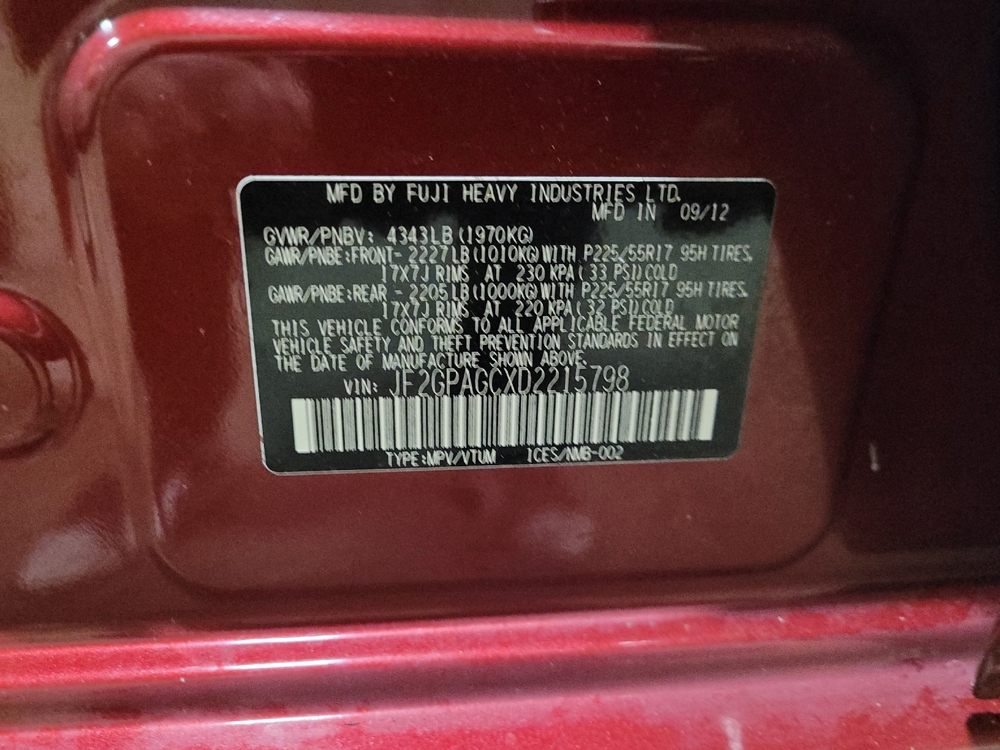 MFD BY FUJI HEAVY INDUSTRIES LTD.
MFD IN 09/12
GVWR/PNBV: 4343LB(1970KG)
GAWR/PNBE:FRONT- 2227LB(1010KG)WITH P225/55R17 95H TIRES,
17X7J RIMS AT 230 KPA( 33 PSI)COLD
GAWR/PNBE:REAR - 2205LB(1000KG)WITH P225/55R17 95H TIRES,
17X7J RIMS AT 220 KPA( 32 PSI)COLD
THIS VEHICLE CONFORMS TO ALL APPLICABLE FEDERAL MOTOR
VEHICLE SAFETY AND THEFT PREVENTION STANDARDS IN EFFECT ON
THE DATE OF MANUFACTURE SHOWN ABOVE.
VIN: JF2GPAGCXD2215798
TYPE:MPV/VTUM ICES/NMB-002